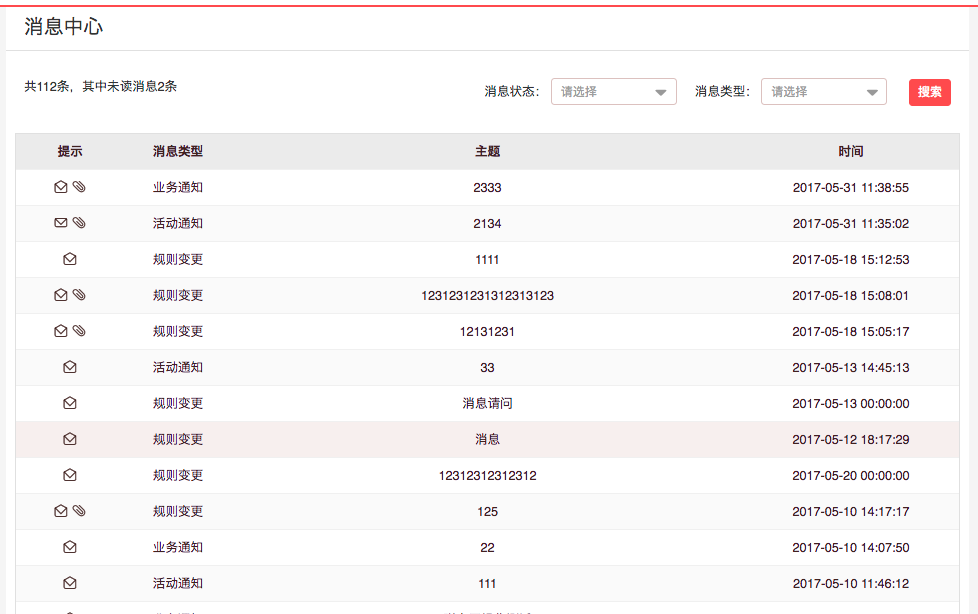 消息中心
共112条，其中未读消息2条 消息状态： 请选择 消息类型： 请选择 搜索
提示 消息类型 主题 时间
业务通知 2333 2017-05-31 11:38:55
活动通知 2134 2017-05-31 11:35:02
规则变更 1111 2017-05-18 15:12:53
规则变更 1231231231312313123 2017-05-18 15:08:01
规则变更 12131231 2017-05-18 15:05:17
活动通知 33 2017-05-13 14:45:13
规则变更 消息请问 2017-05-13 00:00:00
规则变更 消息 2017-05-12 18:17:29
规则变更 12312312312312 2017-05-20 00:00:00
规则变更 125 2017-05-10 14:17:17
业务通知 22 2017-05-10 14:07:50
活动通知 111 2017-05-10 11:46:12